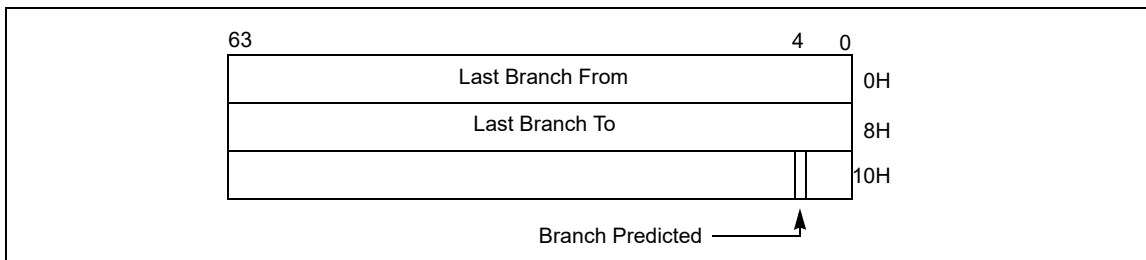 63 4 0
Last Branch From 0H
Last Branch To 8H
10H
Branch Predicted